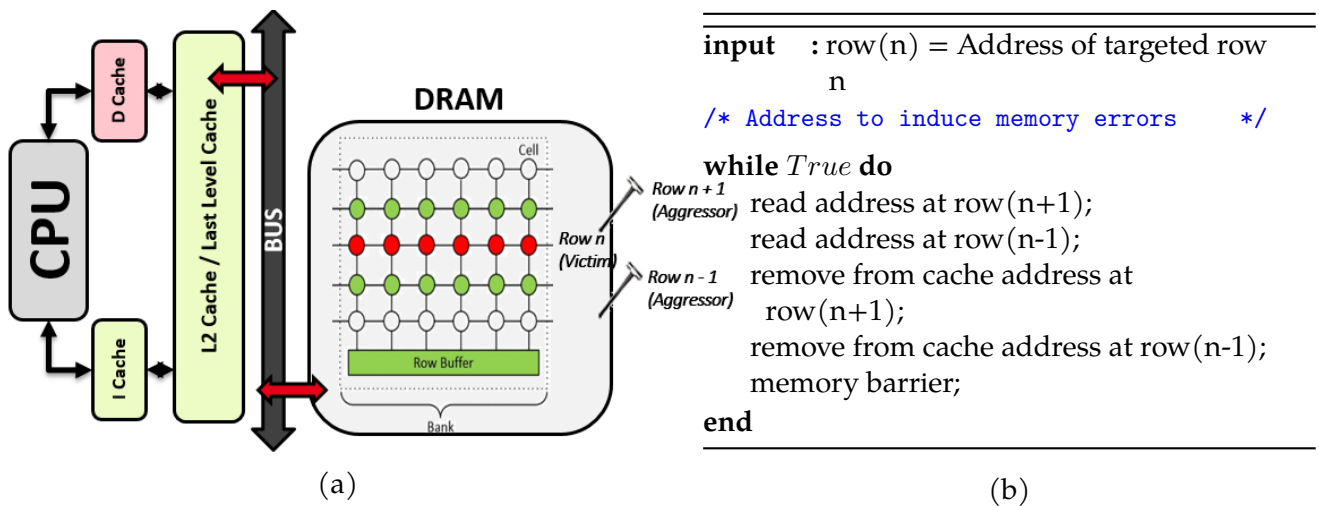 CPU
D Cache
I Cache
L2 Cache / Last Level Cache
BUS
DRAM
Cell
Row n + 1
(Aggressor)
Row n
(Victim)
Row n - 1
(Aggressor)
Row Buffer
Bank
(a)
input : row(n) = Address of targeted row
n
/* Address to induce memory errors */
while True do
read address at row(n+1);
read address at row(n-1);
remove from cache address at
row(n+1);
remove from cache address at row(n-1);
memory barrier;
end
(b)